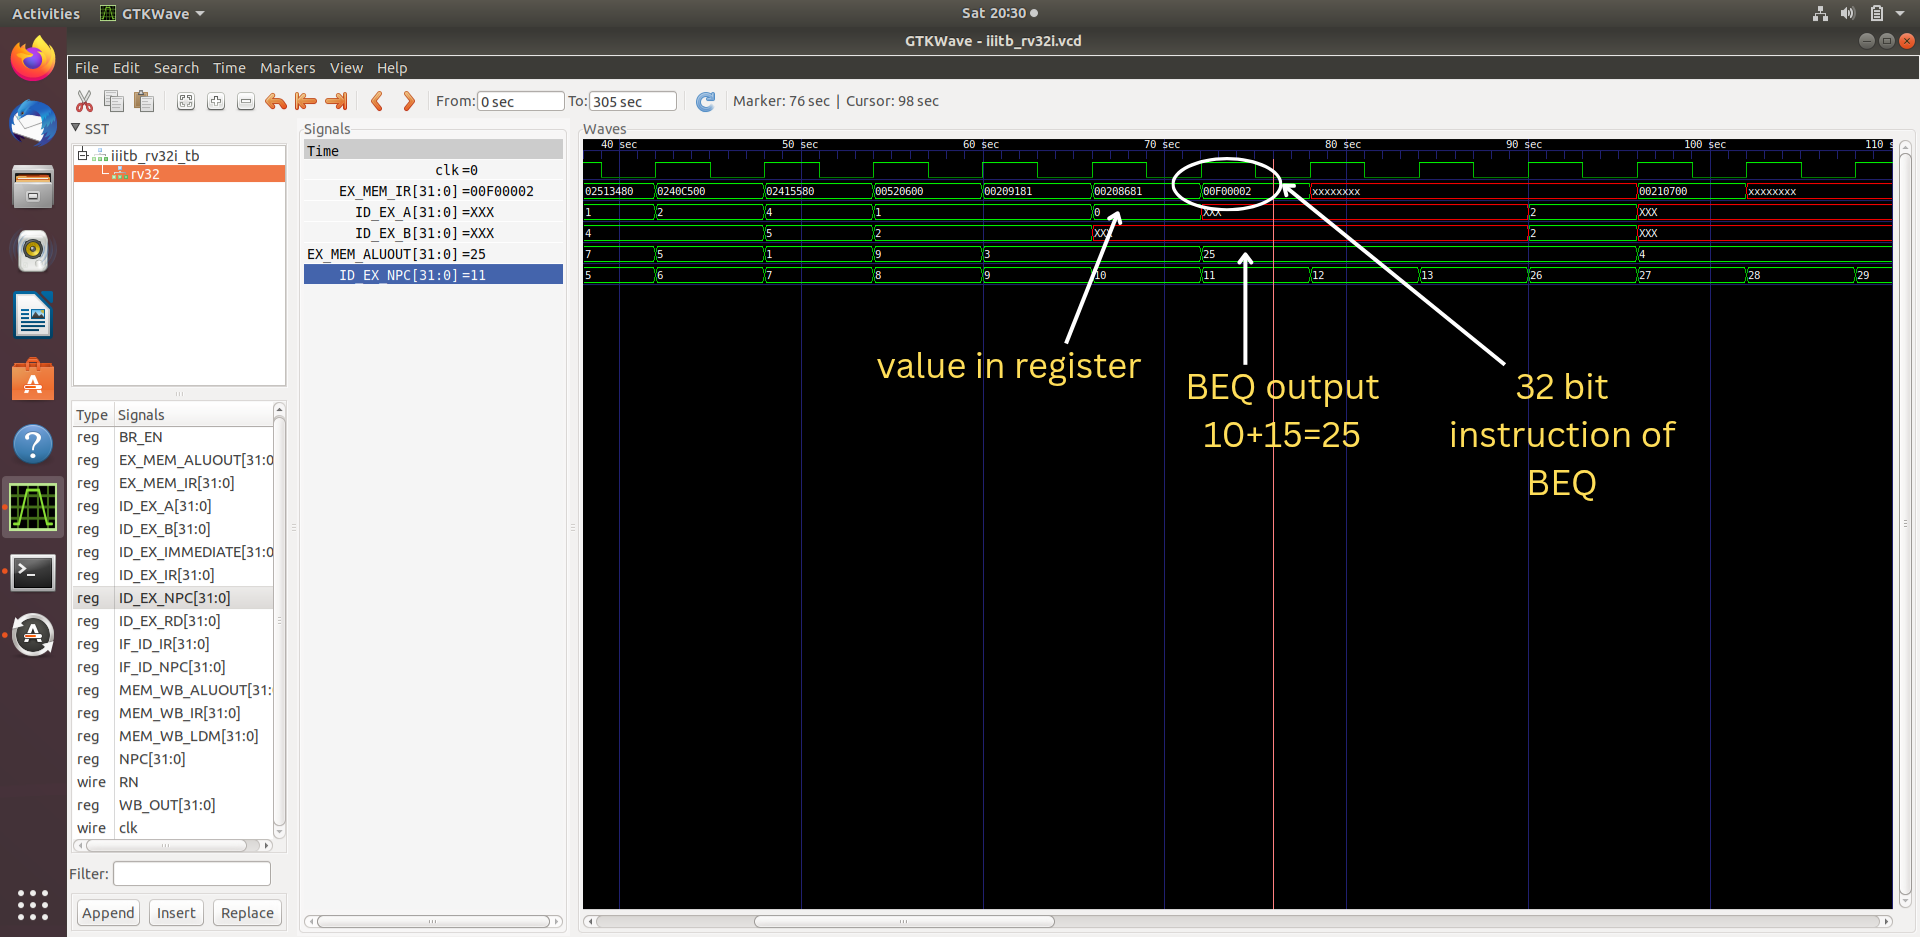 Activities GTKWave Sat 20:30
GTKWave - iiitb_rv32i.vcd
File Edit Search Time Markers View Help
From: 0 sec To: 305 sec Marker: 76 sec | Cursor: 98 sec
SST
iiitb_rv32i_tb
rv32
Type Signals
reg BR_EN
reg EX_MEM_ALUOUT[31:0
reg EX_MEM_IR[31:0]
reg ID_EX_A[31:0]
reg ID_EX_B[31:0]
reg ID_EX_IMMEDIATE[31:0
reg ID_EX_IR[31:0]
reg ID_EX_NPC[31:0]
reg ID_EX_RD[31:0]
reg IF_ID_IR[31:0]
reg IF_ID_NPC[31:0]
reg MEM_WB_ALUOUT[31:
reg MEM_WB_IR[31:0]
reg MEM_WB_LDM[31:0]
reg NPC[31:0]
wire RN
reg WB_OUT[31:0]
wire clk
Filter:
Append Insert Replace
Signals
Time
clk =0
EX_MEM_IR[31:0] =00F00002
ID_EX_A[31:0] =XXX
ID_EX_B[31:0] =XXX
EX_MEM_ALUOUT[31:0] =25
ID_EX_NPC[31:0] =11
Waves
40 sec 50 sec 60 sec 70 sec 80 sec 90 sec 100 sec 110 s
02513480 0240C500 02415580 00520600 00209181 00208681 00F00002 xxxxxxxx 00210700 xxxxxxxx
1 2 4 1 0 XXX 2 XXX
4 5 2 XXX 2 XXX
7 5 1 9 3 25 4
5 6 7 8 9 10 11 12 13 26 27 28 29
value in register
BEQ output
10+15=25
32 bit
instruction of
BEQ